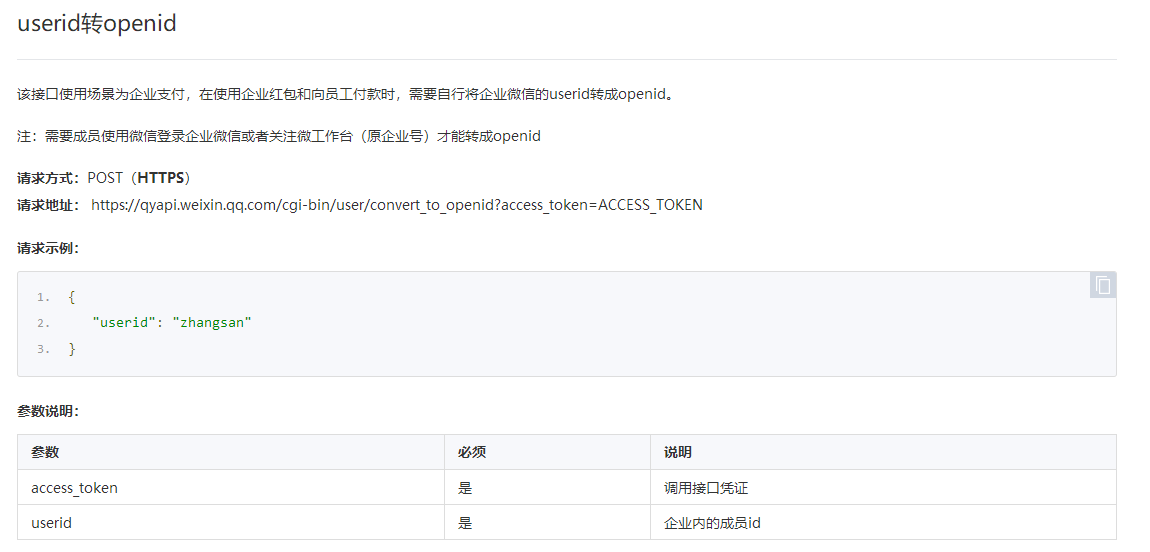 userid转openid
该接口使用场景为企业支付，在使用企业红包和向员工付款时，需要自行将企业微信的userid转成openid。
注：需要成员使用微信登录企业微信或者关注微工作台（原企业号）才能转成openid
请求方式：POST（HTTPS）
请求地址： https://qyapi.weixin.qq.com/cgi-bin/user/convert_to_openid?access_token=ACCESS_TOKEN
请求示例：
1. {
2. "userid": "zhangsan"
3. }
参数说明：
参数 必须 说明
access_token 是 调用接口凭证
userid 是 企业内的成员id